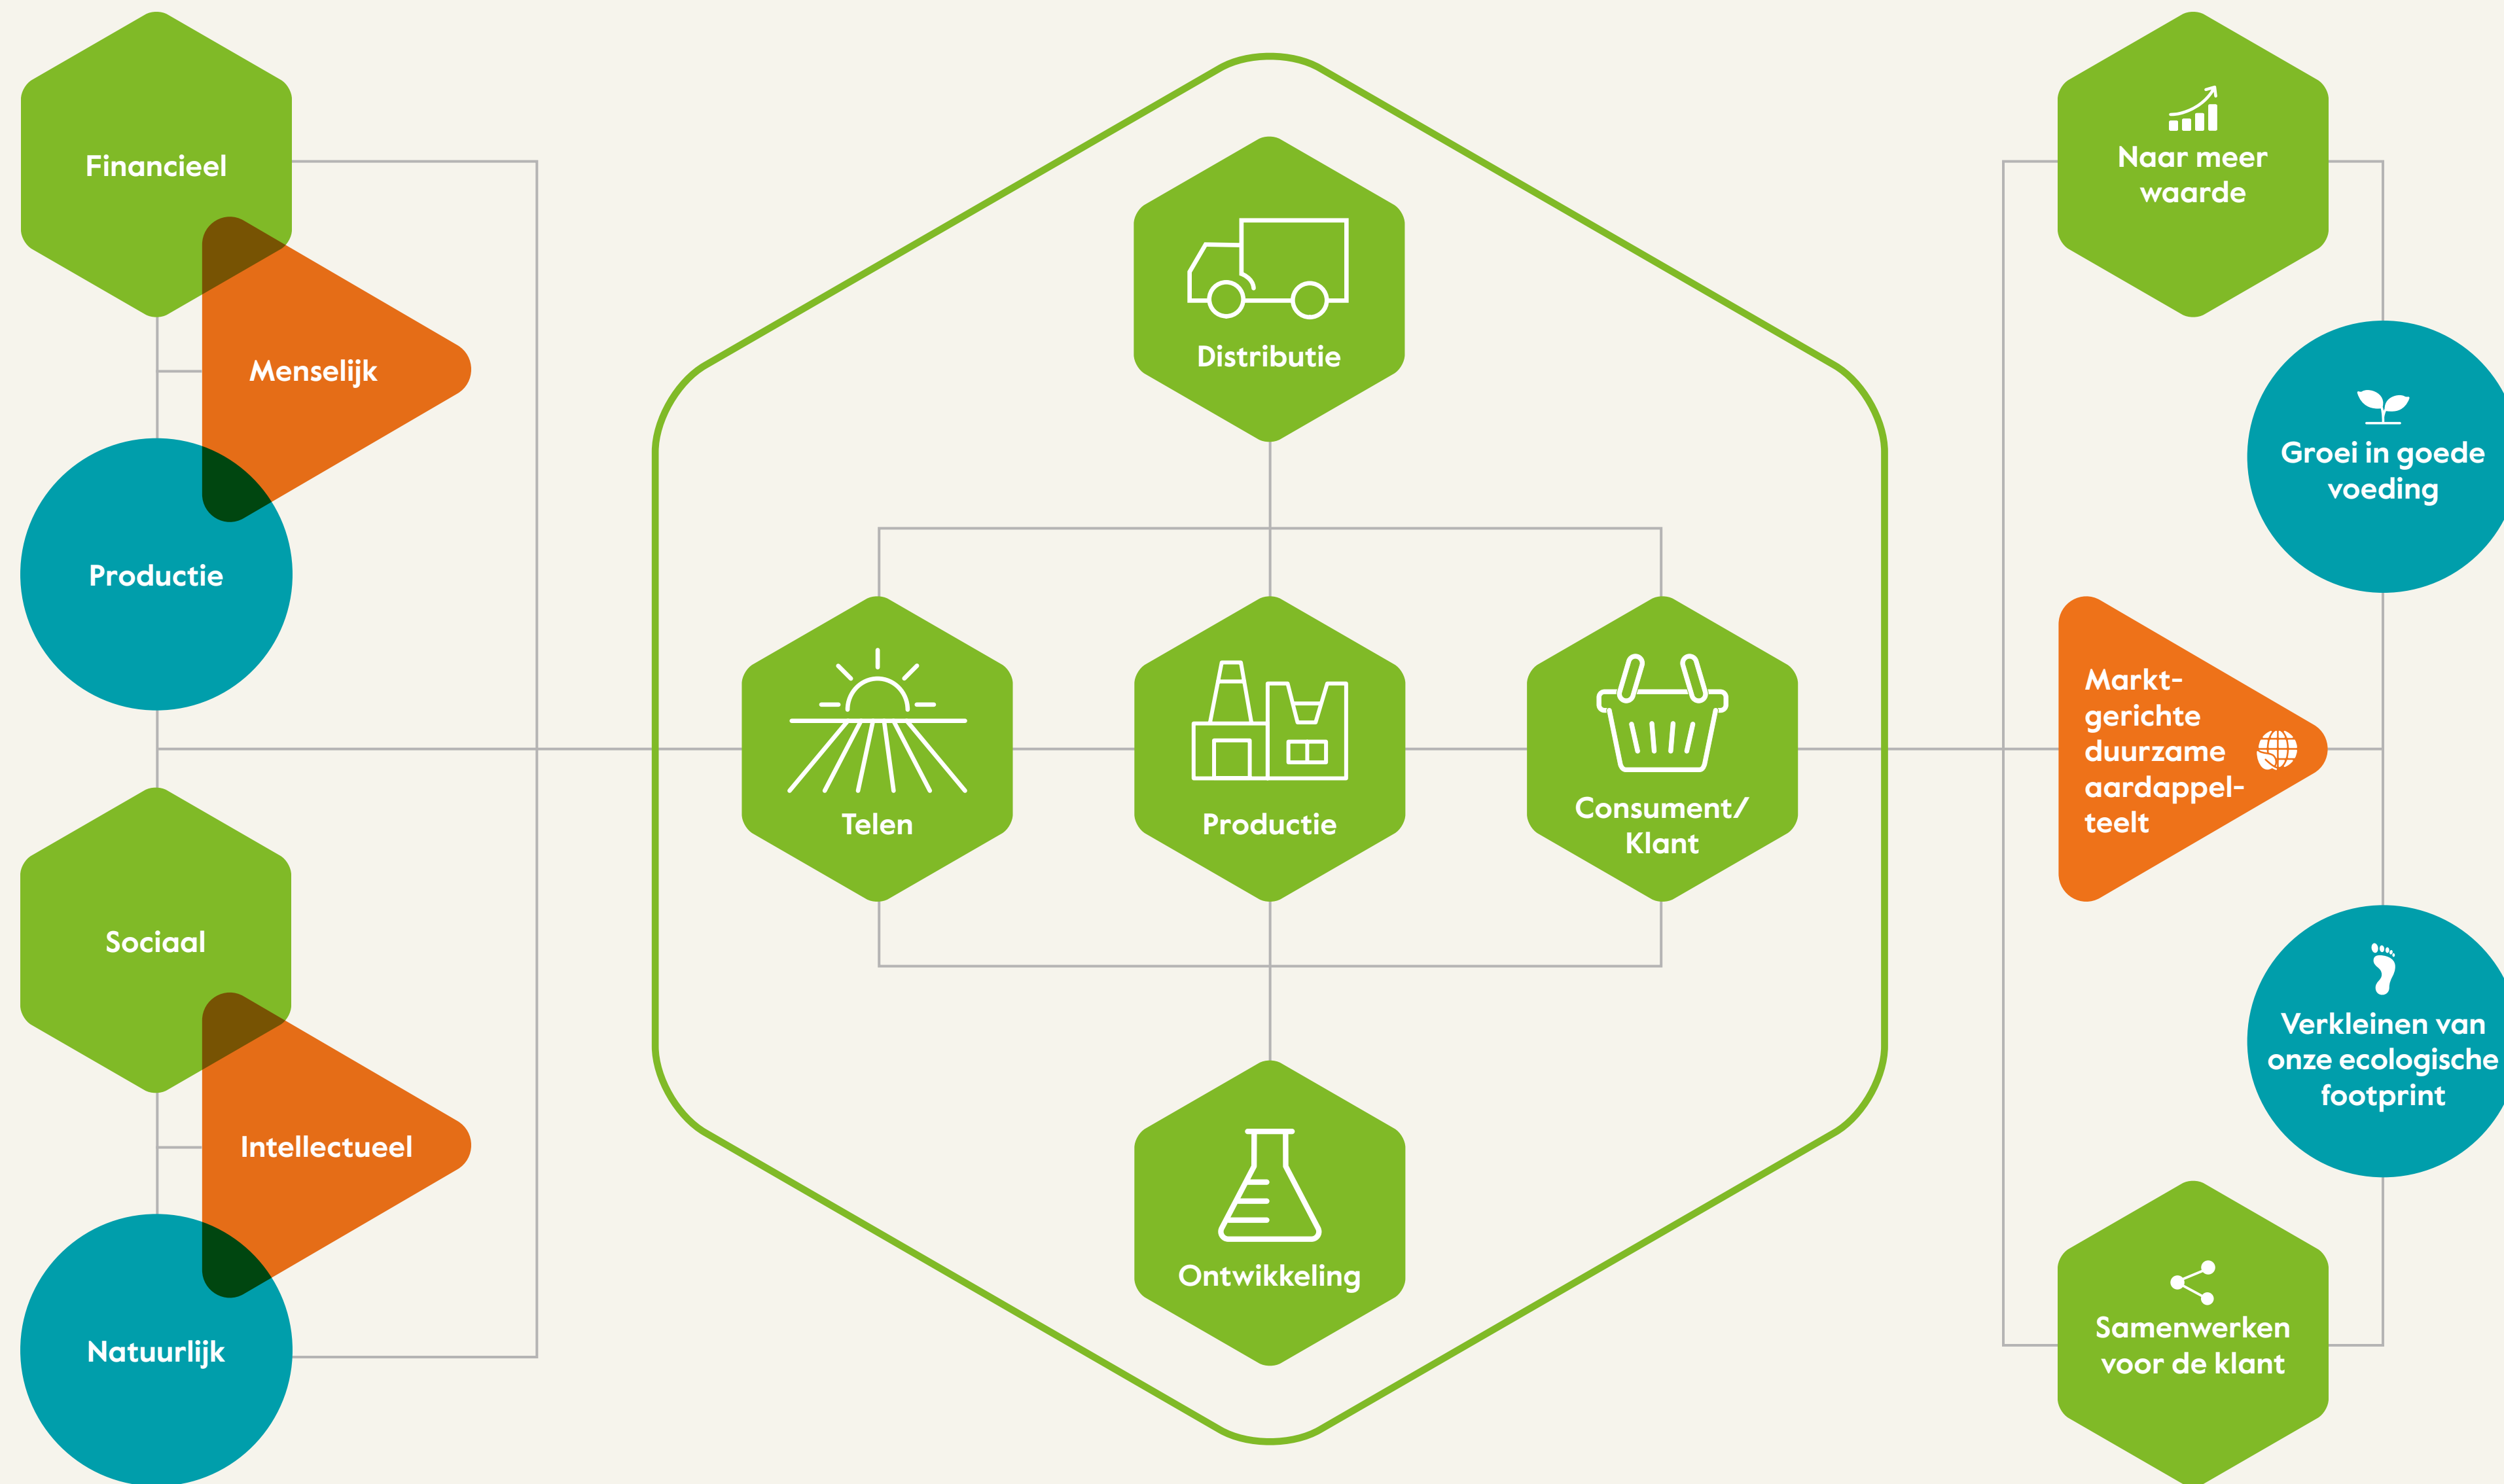 Financieel
Menselijk
Productie
Sociaal
Intellectueel
Natuurlijk
Distributie
Telen
Productie
Consument/
Klant
Ontwikkeling
Naar meer
waarde
Groei in goede
voeding
Markt-
gerichte
duurzame
aardappel-
teelt
Verkleinen van
onze ecologische
footprint
Samenwerken
voor de klant